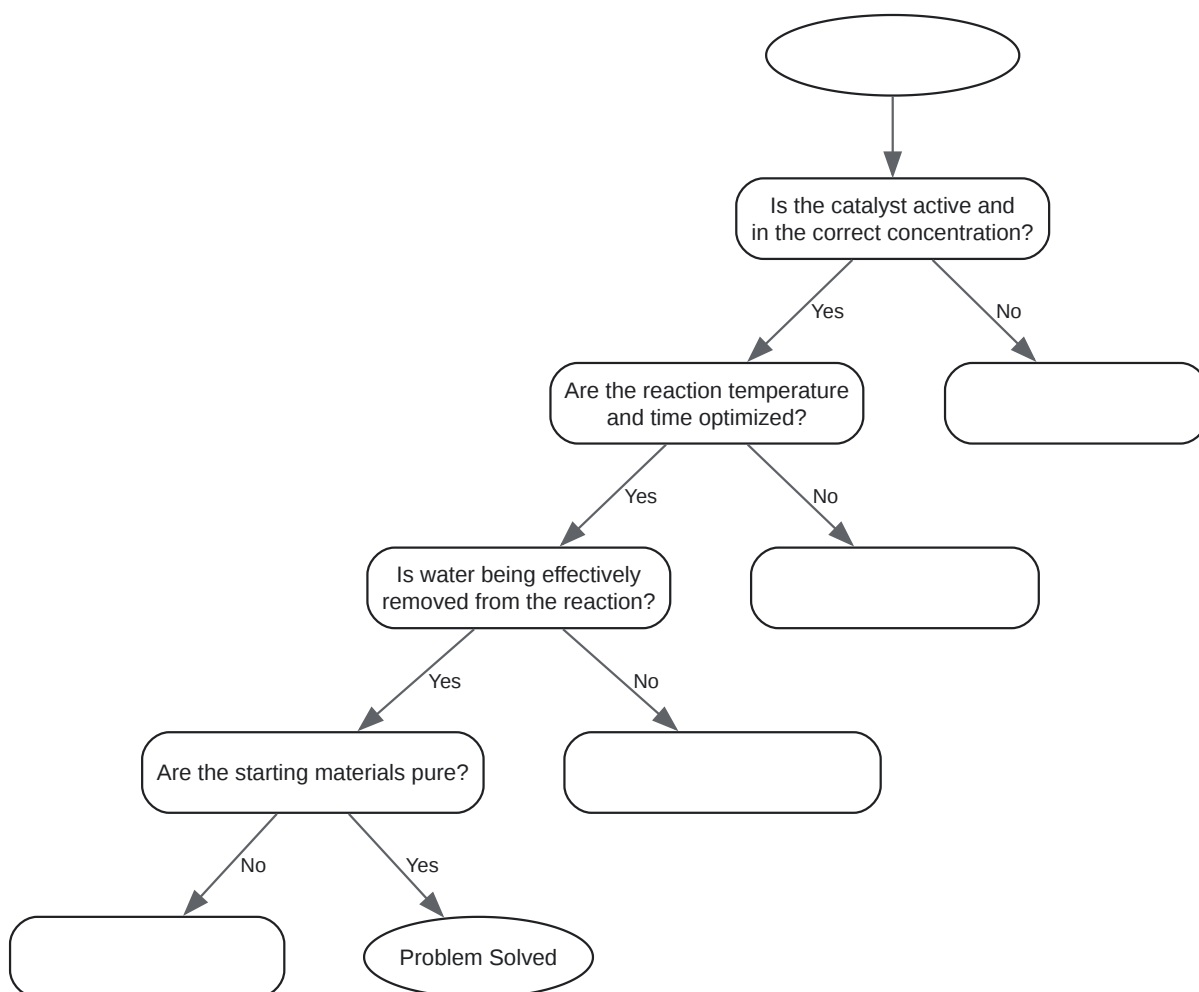 Is the catalyst active and
in the correct concentration?
Yes
No
Are the reaction temperature
and time optimized?
Yes
No
Is water being effectively
removed from the reaction?
Yes
No
Are the starting materials pure?
No
Yes
Problem Solved